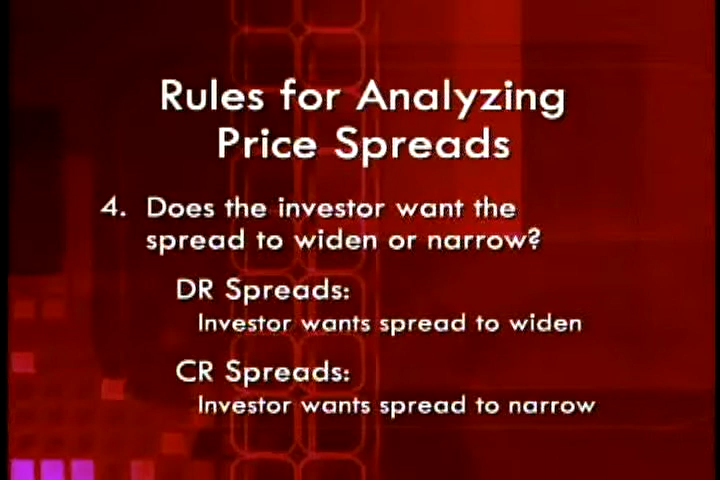 Rules for Analyzing
Price Spreads
4. Does the investor want the
spread to widen or narrow?
DR Spreads:
Investor wants spread to widen
CR Spreads:
Investor wants spread to narrow